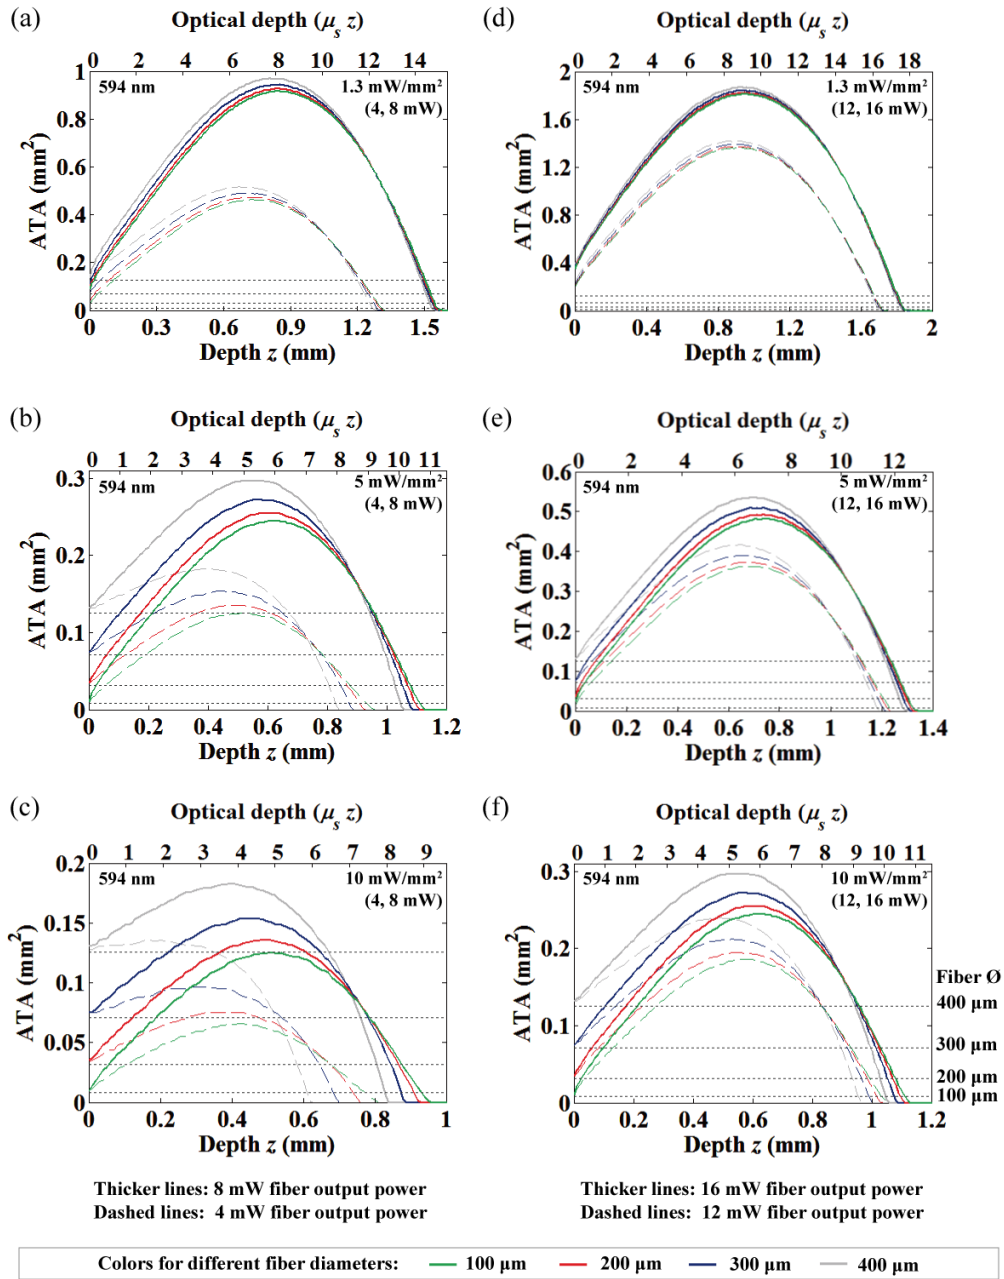 (a)
Optical depth (μs z)
0 2 4 6 8 10 12 14
594 nm
1.3 mW/mm²
(4, 8 mW)
ATA (mm²)
1
0.8
0.6
0.4
0.2
0
0 0.3 0.6 0.9 1.2 1.5
Depth z (mm)
(d)
Optical depth (μs z)
0 2 4 6 8 10 12 14 16 18
594 nm
1.3 mW/mm²
(12, 16 mW)
ATA (mm²)
2
1.6
1.2
0.8
0.4
0
0 0.4 0.8 1.2 1.6 2
Depth z (mm)
(b)
Optical depth (μs z)
0 1 2 3 4 5 6 7 8 9 10 11
594 nm
5 mW/mm²
(4, 8 mW)
ATA (mm²)
0.3
0.2
0.1
0
0 0.2 0.4 0.6 0.8 1 1.2
Depth z (mm)
(e)
Optical depth (μs z)
0 2 4 6 8 10 12
594 nm
5 mW/mm²
(12, 16 mW)
ATA (mm²)
0.6
0.5
0.4
0.3
0.2
0.1
0
0 0.2 0.4 0.6 0.8 1 1.2 1.4
Depth z (mm)
(c)
Optical depth (μs z)
0 1 2 3 4 5 6 7 8 9
594 nm
10 mW/mm²
(4, 8 mW)
ATA (mm²)
0.2
0.15
0.1
0.05
0
0 0.2 0.4 0.6 0.8 1
Depth z (mm)
(f)
Optical depth (μs z)
0 1 2 3 4 5 6 7 8 9 10 11
594 nm
10 mW/mm²
(12, 16 mW)
ATA (mm²)
0.3
0.2
0.1
0
0 0.2 0.4 0.6 0.8 1 1.2
Depth z (mm)
Fiber Ø
400 μm
300 μm
200 μm
100 μm
Thicker lines: 8 mW fiber output power
Dashed lines: 4 mW fiber output power
Thicker lines: 16 mW fiber output power
Dashed lines: 12 mW fiber output power
Colors for different fiber diameters: 100 μm 200 μm 300 μm 400 μm